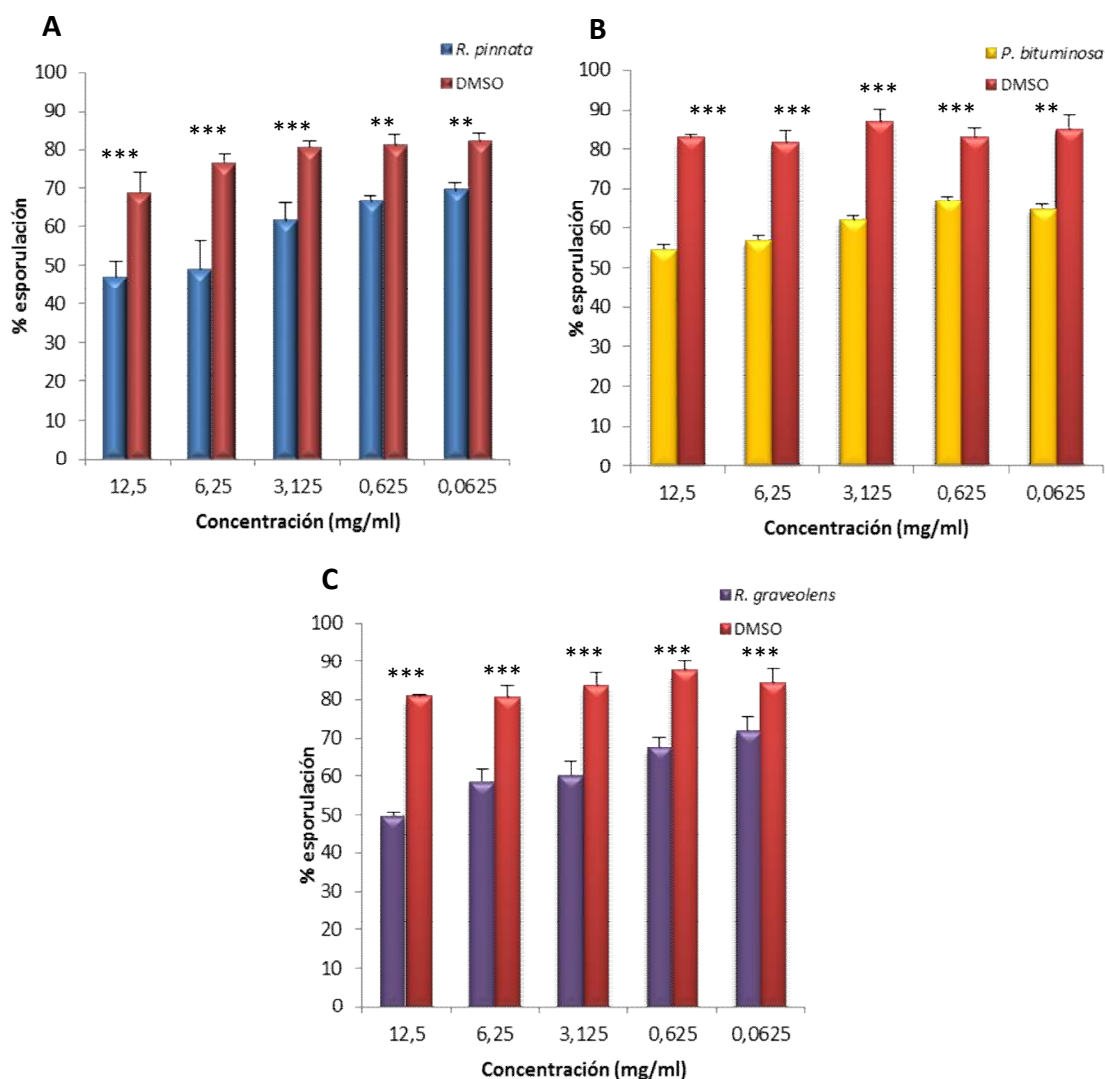 A
R. pinnata
DMSO
100
90
80
70
60
50
40
30
20
10
0
% esporulación
*** *** *** ** **
12,5 6,25 3,125 0,625 0,0625
Concentración (mg/ml)
B
P. bituminosa
DMSO
100
90
80
70
60
50
40
30
20
10
0
% esporulación
*** *** *** *** **
12,5 6,25 3,125 0,625 0,0625
Concentración (mg/ml)
C
R. graveolens
DMSO
100
90
80
70
60
50
40
30
20
10
0
% esporulación
*** *** *** *** ***
12,5 6,25 3,125 0,625 0,0625
Concentración (mg/ml)